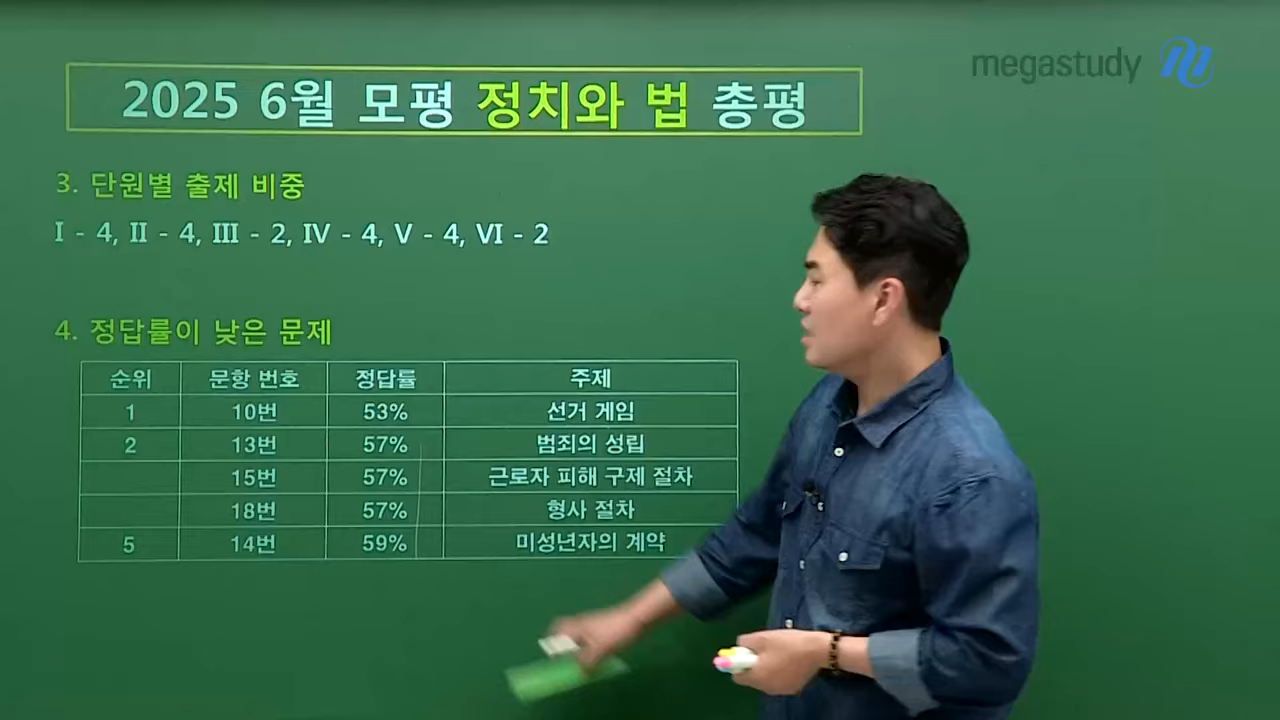 megastudy
2025 6월 모평 정치와 법 총평
3. 단원별 출제 비중
Ⅰ - 4, Ⅱ - 4, Ⅲ - 2, Ⅳ - 4, Ⅴ - 4, Ⅵ - 2
4. 정답률이 낮은 문제
순위 문항 번호 정답률 주제
1 10번 53% 선거 게임
2 13번 57% 범죄의 성립
15번 57% 근로자 피해 구제 절차
18번 57% 형사 절차
5 14번 59% 미성년자의 계약